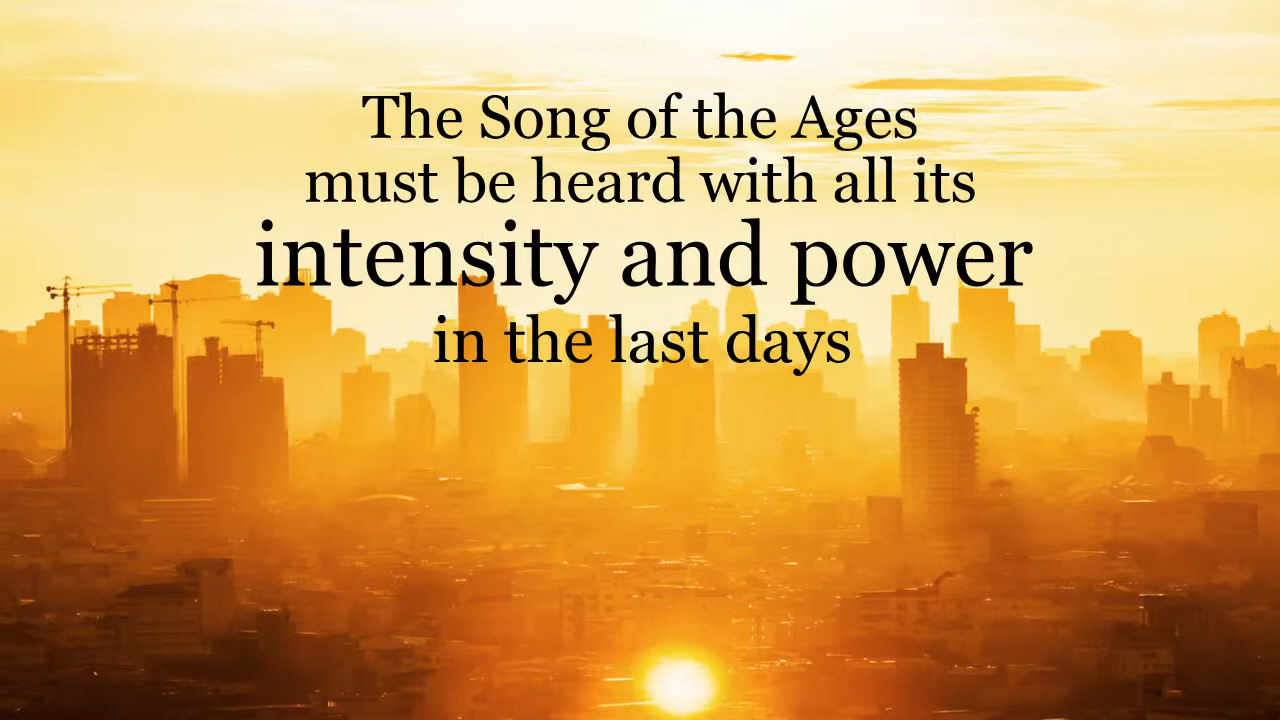 The Song of the Ages
must be heard with all its
intensity and power
in the last days